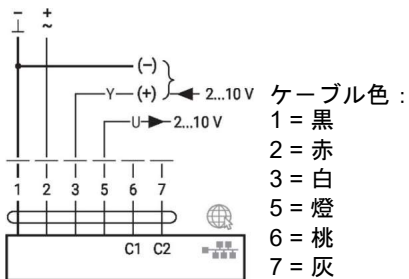 - +
⊥ ~
(–)
Y (+) 2...10 V
U 2...10 V
1 2 3 5 6 7
C1 C2
ケーブル色：
1 = 黒
2 = 赤
3 = 白
5 = 燈
6 = 桃
7 = 灰